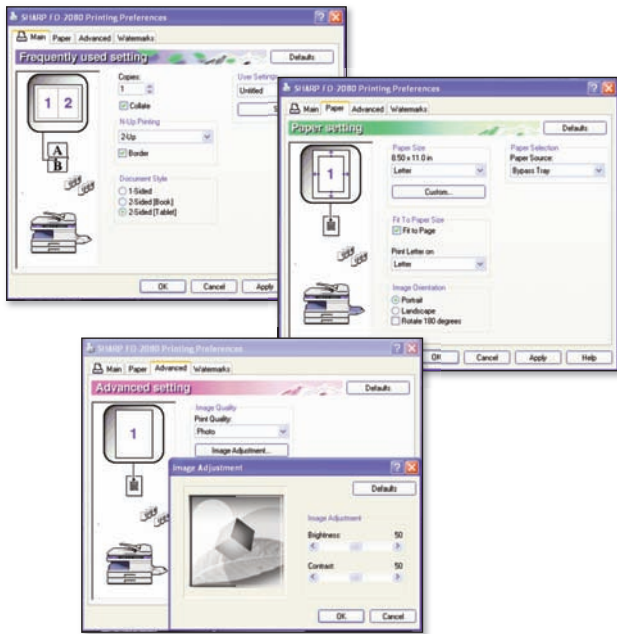 SHARP FO-2080 Printing Preferences
Main Paper Advanced Watermarks
Frequently used setting
Defaults
Copies:
1
Collate
User Settings
Untitled
1 2
N-Up Printing
2-Up
Border
A
B
Document Style
1-Sided
2-Sided [Book]
2-Sided [Tablet]
OK Cancel Apply
SHARP FO-2080 Printing Preferences
Main Paper Advanced Watermarks
Paper setting
Defaults
Paper Size
8.50 x 11.0 in
Letter
Custom...
Paper Selection
Paper Source:
Bypass Tray
1
Fit To Paper Size
Fit to Page
Print Letter on
Letter
Image Orientation
Portrait
Landscape
Rotate 180 degrees
OK Cancel Apply Help
SHARP FO-2080 Printing Preferences
Main Paper Advanced Watermarks
Advanced setting
Defaults
1
Image Quality
Print Quality:
Photo
Image Adjustment...
Image Adjustment
Defaults
Image Adjustment
Brightness: 50
Contrast: 50
OK Cancel